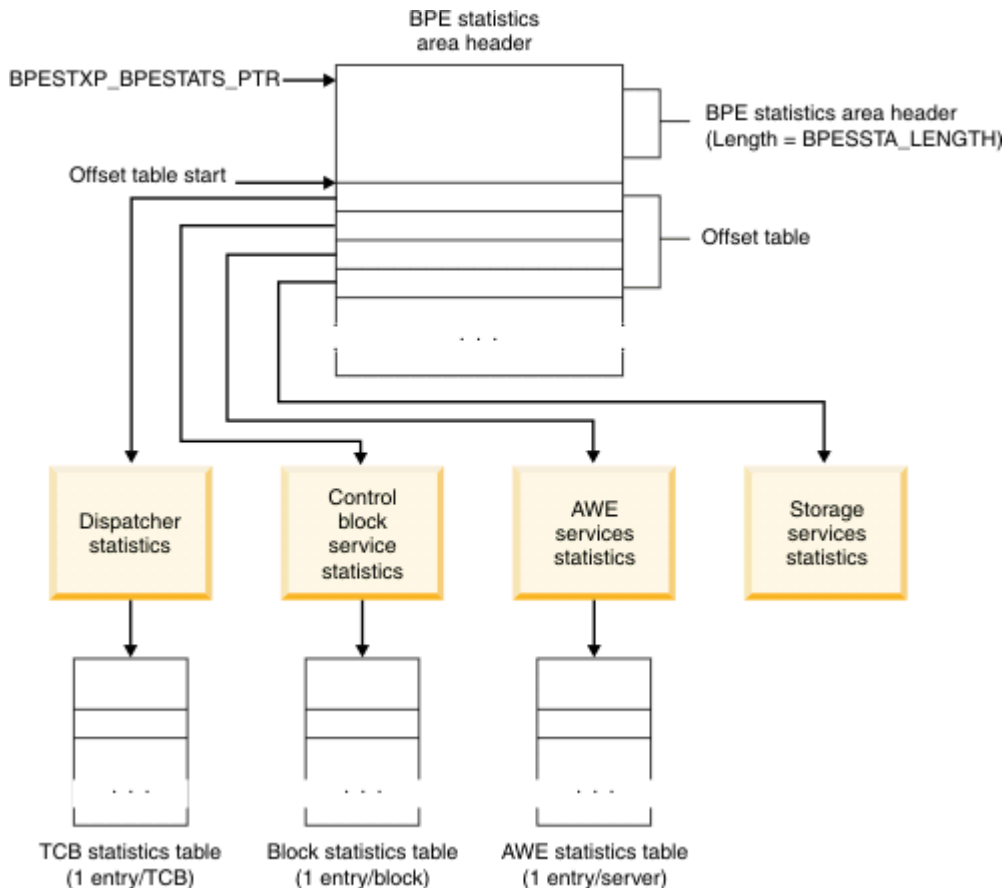 BPE statistics
area header
BPESTXP_BPESTATS_PTR
BPE statistics area header
(Length = BPESSTA_LENGTH)
Offset table start
Offset table
. . .
Dispatcher
statistics
Control
block
service
statistics
AWE
services
statistics
Storage
services
statistics
. . .
. . .
. . .
TCB statistics table
(1 entry/TCB)
Block statistics table
(1 entry/block)
AWE statistics table
(1 entry/server)